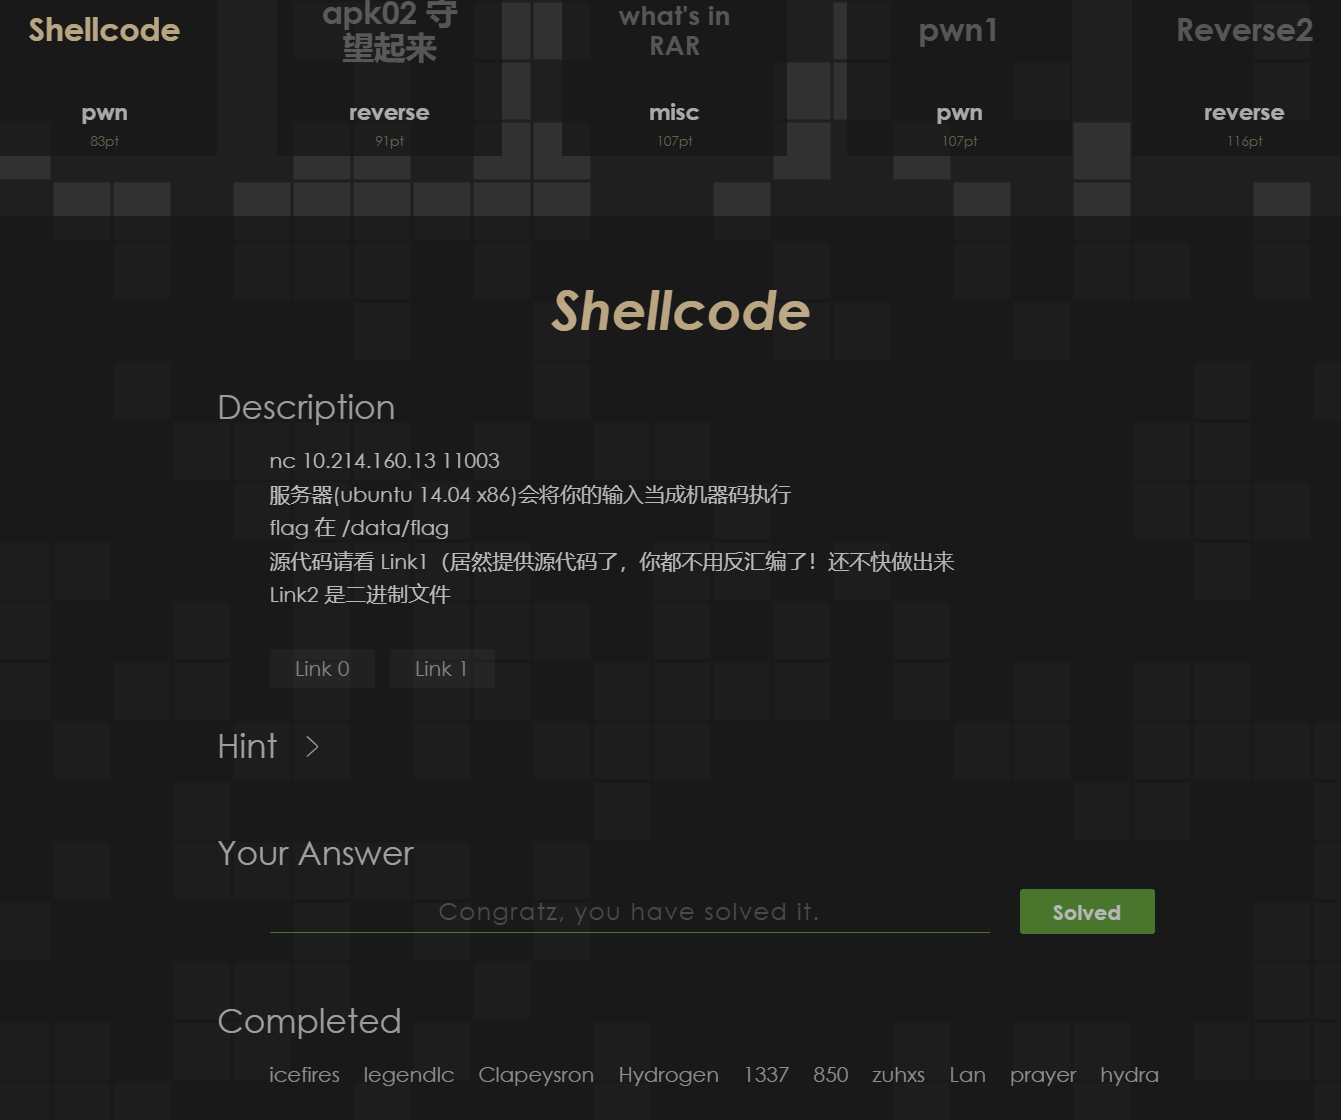 Shellcode
pwn
83pt
apk02 守
望起来
reverse
91pt
what's in
RAR
misc
107pt
pwn1
pwn
107pt
Reverse2
reverse
116pt
Shellcode
Description
nc 10.214.160.13 11003
服务器(ubuntu 14.04 x86)会将你的输入当成机器码执行
flag 在 /data/flag
源代码请看 Link1（居然提供源代码了，你都不用反汇编了！还不快做出来
Link2 是二进制文件
Link 0 Link 1
Hint >
Your Answer
Congratz, you have solved it. Solved
Completed
icefires legendlc Clapeysron Hydrogen 1337 850 zuhxs Lan prayer hydra